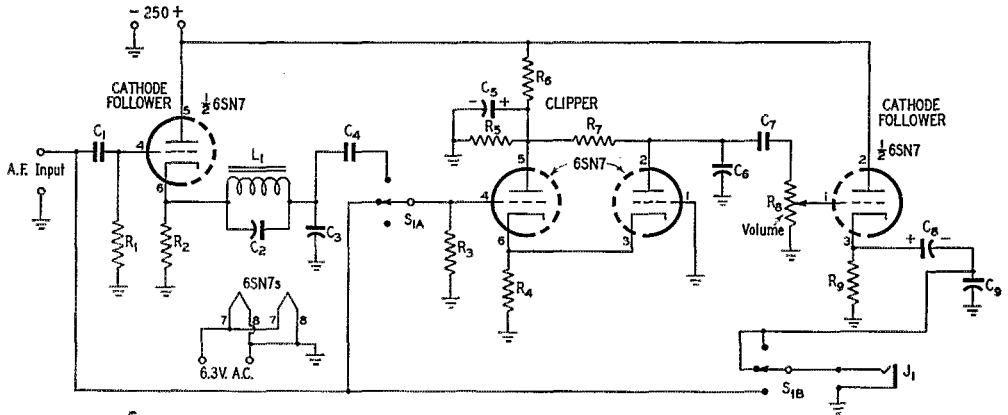 - 250 +
CATHODE
FOLLOWER
½ 6SN7
5
4
6
C1
A.F. Input
R1
R2
L1
C2
C3
C4
S1A
R3
C5
- +
R5
R6
CLIPPER
R7
5
4
6
6SN7
2
1
3
R4
C6
C7
R8
Volume
CATHODE
FOLLOWER
½ 6SN7
2
1
3
R9
+ C8 -
C9
6SN7s
7 8 7 8
6.3V. A.C.
S1B
J1